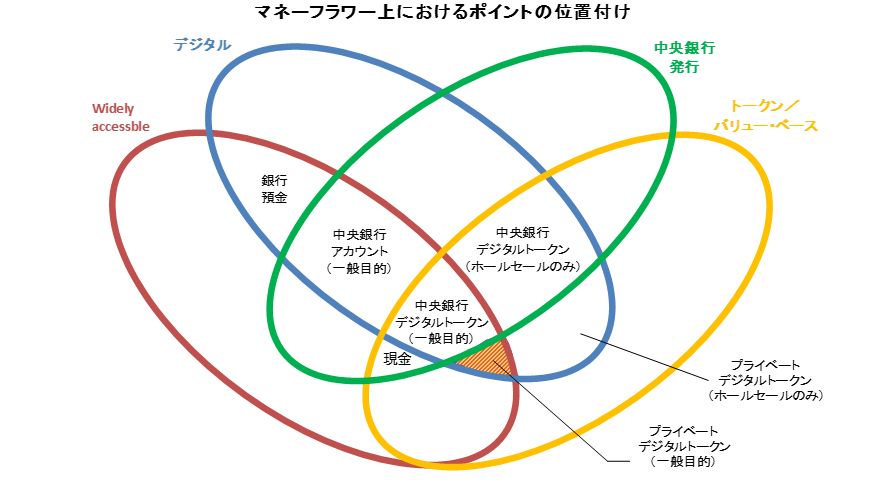 マネーフラワー上におけるポイントの位置付け
デジタル
中央銀行
発行
Widely
accessble
トークン／
バリュー・ベース
銀行
預金
中央銀行
アカウント
（一般目的）
中央銀行
デジタルトークン
（ホールセールのみ）
中央銀行
デジタルトークン
（一般目的）
現金
プライベート
デジタルトークン
（ホールセールのみ）
プライベート
デジタルトークン
（一般目的）